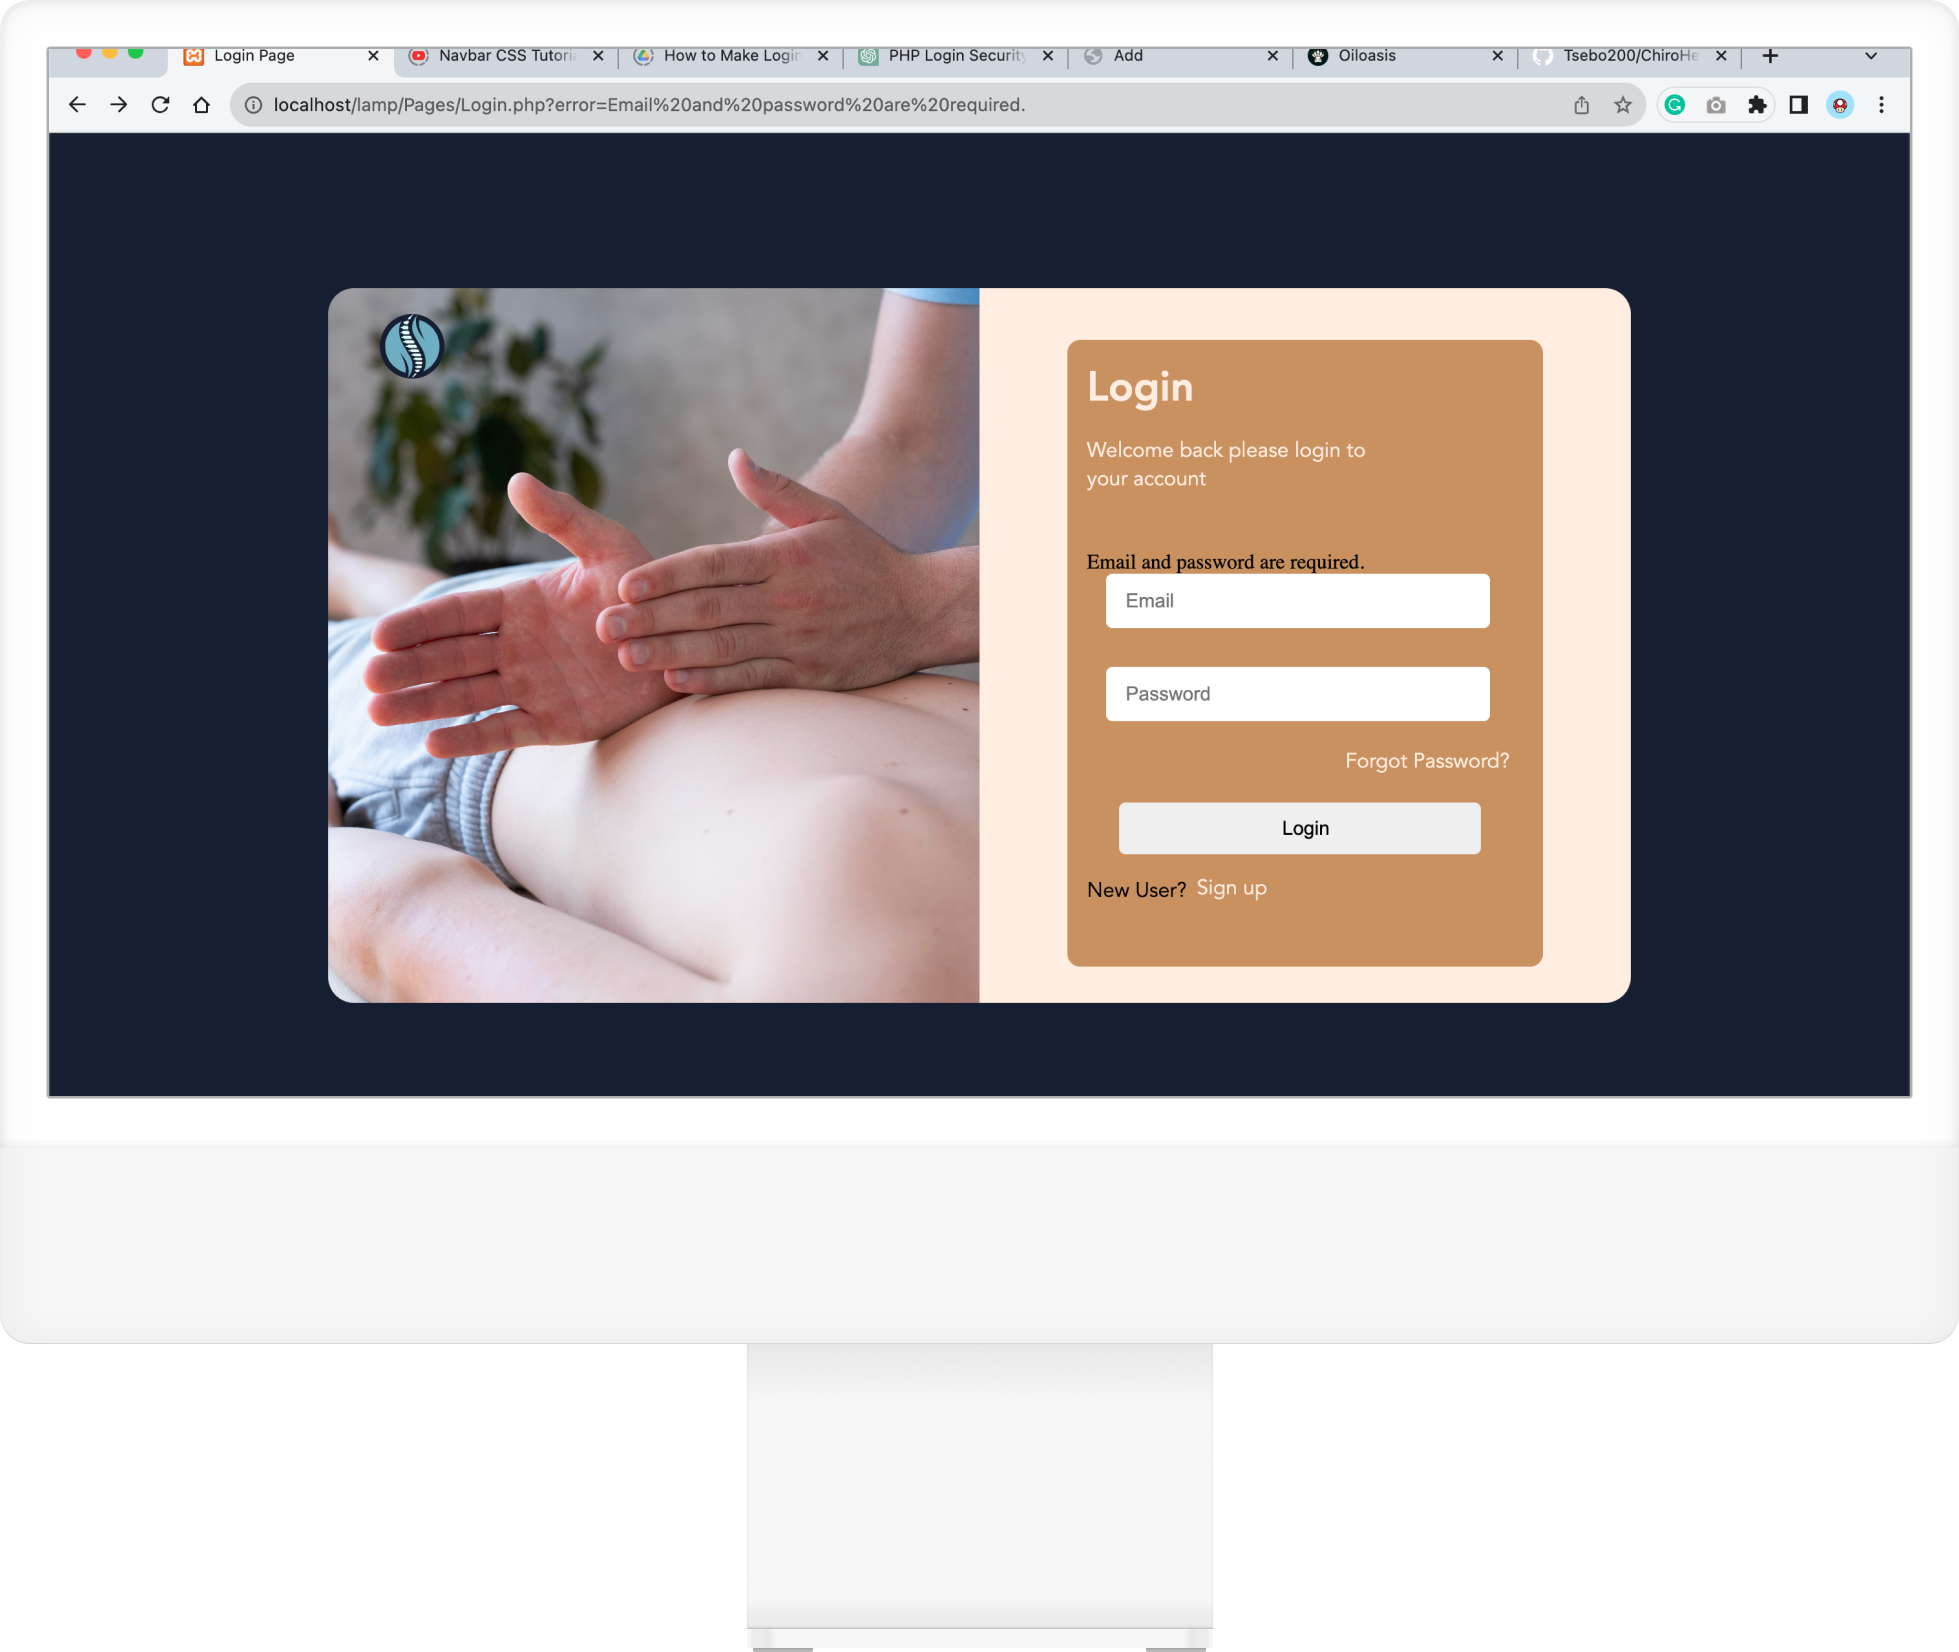 Login Page
Navbar CSS Tutori
How to Make Login
PHP Login Security
Add
Oiloasis
Tsebo200/ChiroHe
localhost/lamp/Pages/Login.php?error=Email%20and%20password%20are%20required.
Login
Welcome back please login to
your account
Email and password are required.
Email
Password
Forgot Password?
Login
New User? Sign up